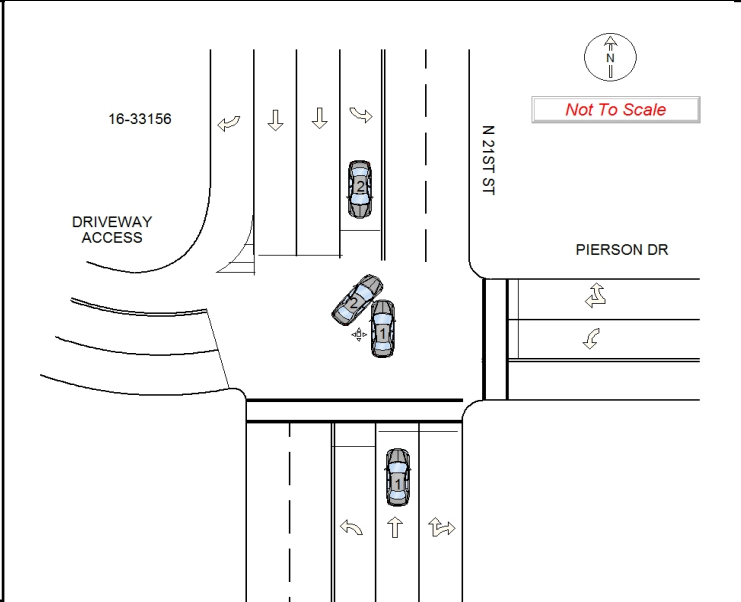 N
Not To Scale
16-33156
N 21ST ST
2
DRIVEWAY
ACCESS
PIERSON DR
2
1
1